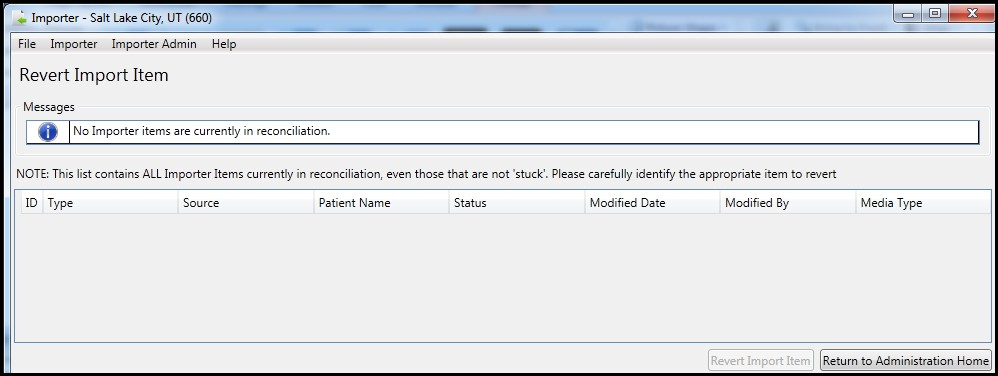 Importer - Salt Lake City, UT (660)
File Importer Importer Admin Help
Revert Import Item
Messages
No Importer items are currently in reconciliation.
NOTE: This list contains ALL Importer Items currently in reconciliation, even those that are not 'stuck'. Please carefully identify the appropriate item to revert
ID Type Source Patient Name Status Modified Date Modified By Media Type
Revert Import Item Return to Administration Home